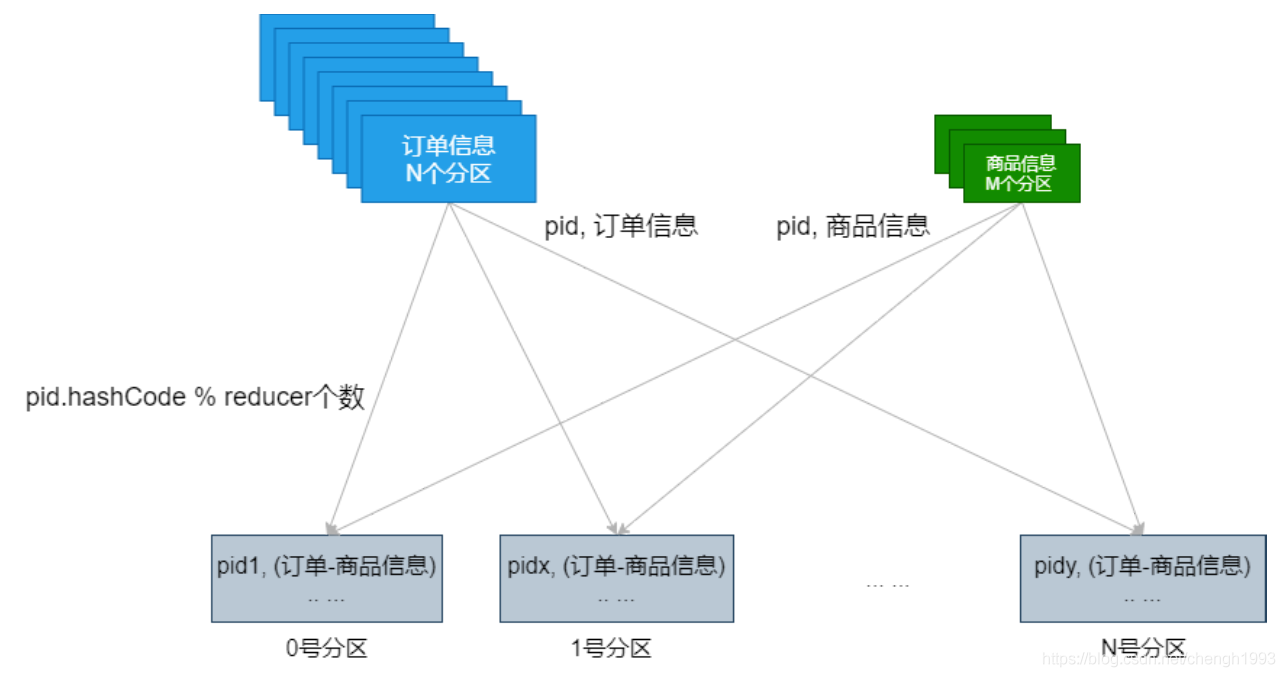 订单信息
N个分区
商品信息
M个分区
pid, 订单信息
pid, 商品信息
pid.hashCode % reducer个数
pid1, (订单-商品信息)
.. ...
pidx, (订单-商品信息)
.. ...
... ...
pidy, (订单-商品信息)
.. ...
0号分区
1号分区
N号分区
https://blog.csdn.net/chengh1993